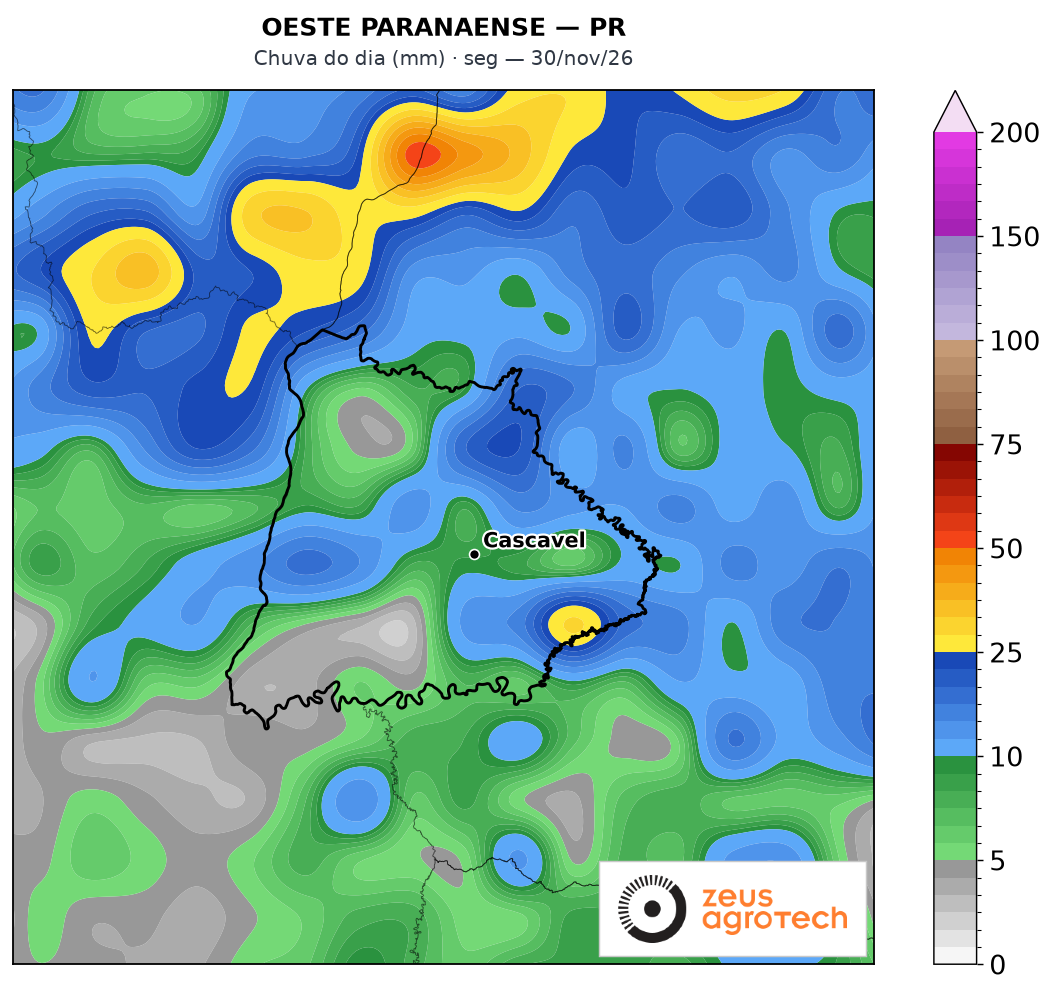 OESTE PARANAENSE — PR
Chuva do dia (mm) · seg — 30/nov/26
200
150
100
75
50
25
10
5
0
Cascavel
zeus
agrotech